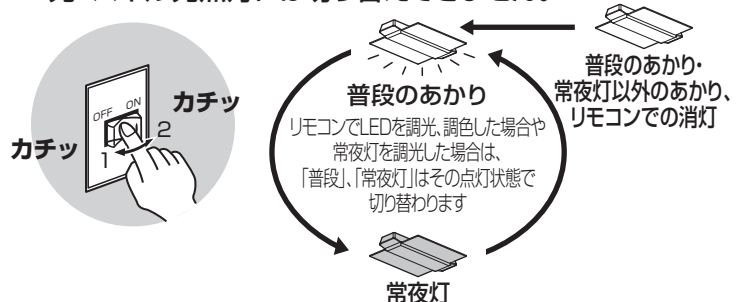 OFF ON
カチッ
2
カチッ
1
普段のあかり
リモコンでLEDを調光、調色した場合や
常夜灯を調光した場合は、
「普段」、「常夜灯」はその点灯状態で
切り替わります
常夜灯
普段のあかり・
常夜灯以外のあかり、
リモコンでの消灯